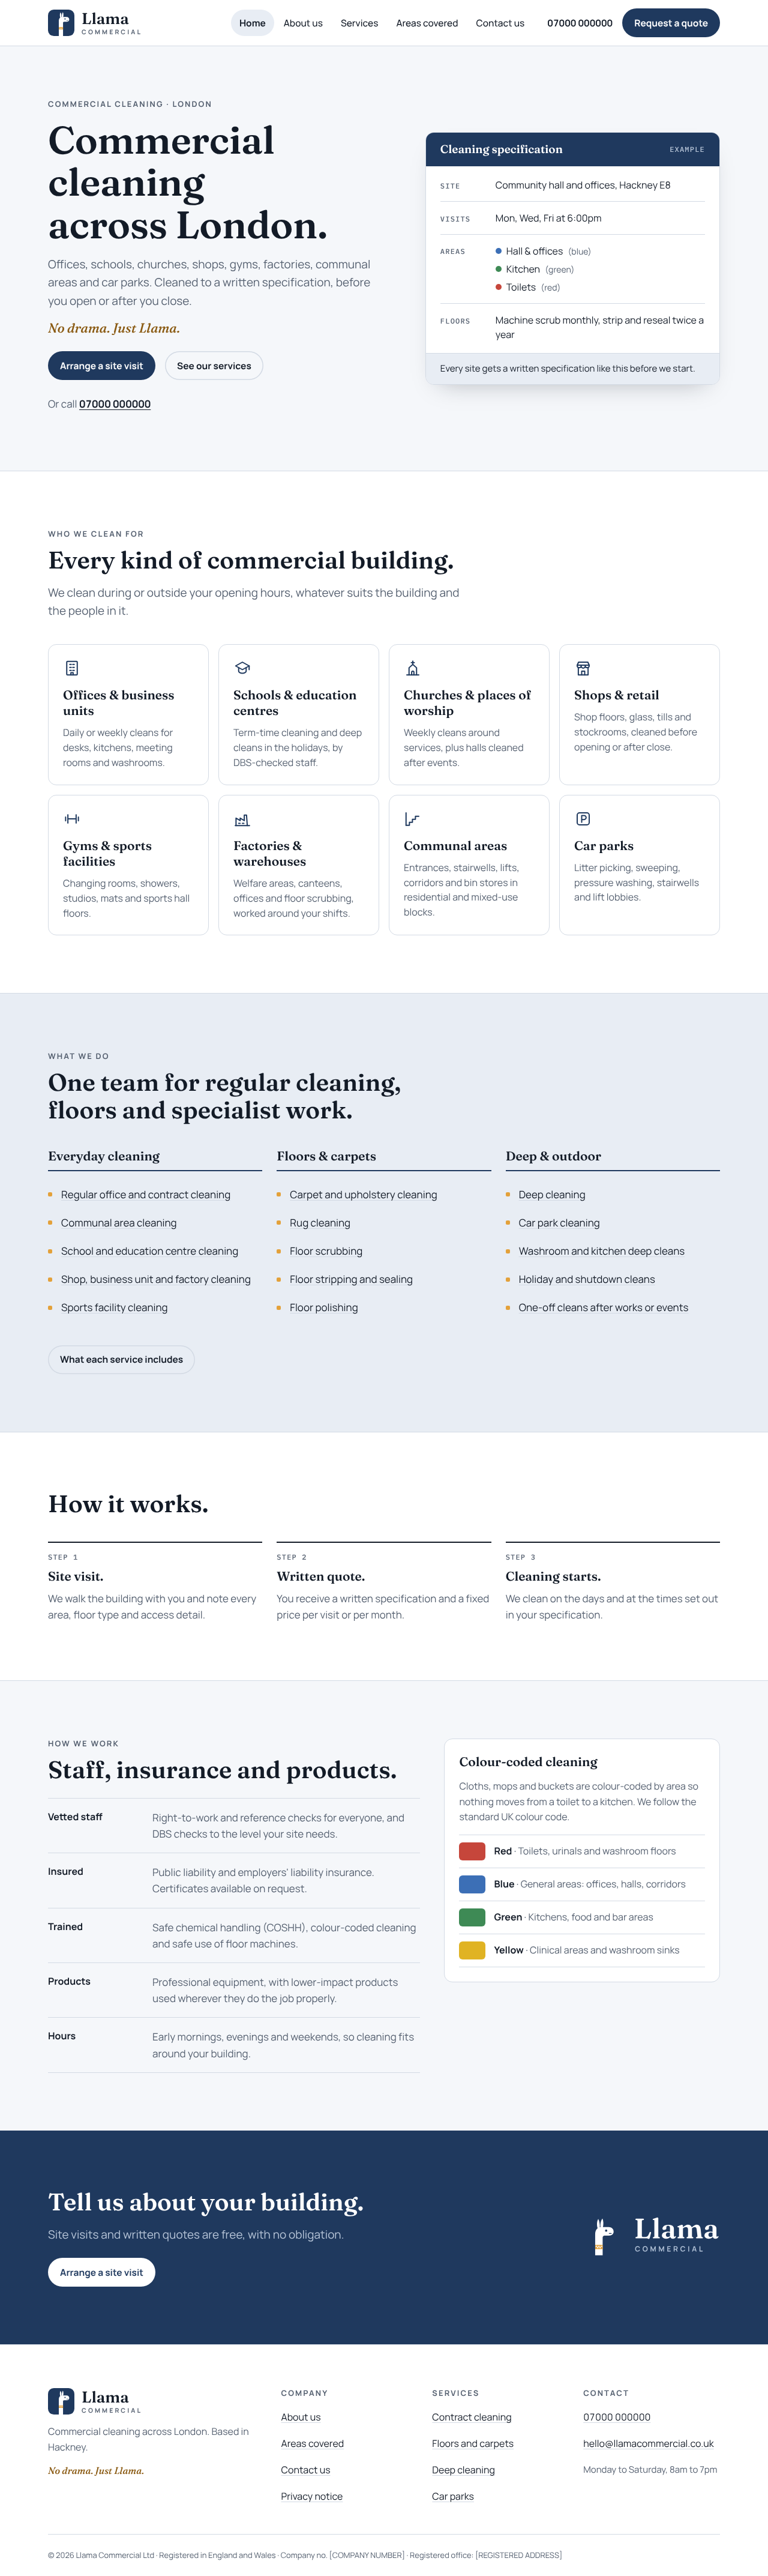 Llama
COMMERCIAL
Home
About us
Services
Areas covered
Contact us
07000 000000
Request a quote
COMMERCIAL CLEANING · LONDON
Commercial
cleaning
across London.
Offices, schools, churches, shops, gyms, factories, communal
areas and car parks. Cleaned to a written specification, before
you open or after you close.
No drama. Just Llama.
Arrange a site visit
See our services
Or call 07000 000000
Cleaning specification
EXAMPLE
SITE
Community hall and offices, Hackney E8
VISITS
Mon, Wed, Fri at 6:00pm
AREAS
Hall & offices (blue)
Kitchen (green)
Toilets (red)
FLOORS
Machine scrub monthly, strip and reseal twice a
year
Every site gets a written specification like this before we start.
WHO WE CLEAN FOR
Every kind of commercial building.
We clean during or outside your opening hours, whatever suits the building and
the people in it.
Offices & business
units
Daily or weekly cleans for
desks, kitchens, meeting
rooms and washrooms.
Schools & education
centres
Term-time cleaning and deep
cleans in the holidays, by
DBS-checked staff.
Churches & places of
worship
Weekly cleans around
services, plus halls cleaned
after events.
Shops & retail
Shop floors, glass, tills and
stockrooms, cleaned before
opening or after close.
Gyms & sports
facilities
Changing rooms, showers,
studios, mats and sports hall
floors.
Factories &
warehouses
Welfare areas, canteens,
offices and floor scrubbing,
worked around your shifts.
Communal areas
Entrances, stairwells, lifts,
corridors and bin stores in
residential and mixed-use
blocks.
P
Car parks
Litter picking, sweeping,
pressure washing, stairwells
and lift lobbies.
WHAT WE DO
One team for regular cleaning,
floors and specialist work.
Everyday cleaning
Regular office and contract cleaning
Communal area cleaning
School and education centre cleaning
Shop, business unit and factory cleaning
Sports facility cleaning
Floors & carpets
Carpet and upholstery cleaning
Rug cleaning
Floor scrubbing
Floor stripping and sealing
Floor polishing
Deep & outdoor
Deep cleaning
Car park cleaning
Washroom and kitchen deep cleans
Holiday and shutdown cleans
One-off cleans after works or events
What each service includes
How it works.
STEP 1
Site visit.
We walk the building with you and note every
area, floor type and access detail.
STEP 2
Written quote.
You receive a written specification and a fixed
price per visit or per month.
STEP 3
Cleaning starts.
We clean on the days and at the times set out
in your specification.
HOW WE WORK
Staff, insurance and products.
Vetted staff
Right-to-work and reference checks for everyone, and
DBS checks to the level your site needs.
Insured
Public liability and employers' liability insurance.
Certificates available on request.
Trained
Safe chemical handling (COSHH), colour-coded cleaning
and safe use of floor machines.
Products
Professional equipment, with lower-impact products
used wherever they do the job properly.
Hours
Early mornings, evenings and weekends, so cleaning fits
around your building.
Colour-coded cleaning
Cloths, mops and buckets are colour-coded by area so
nothing moves from a toilet to a kitchen. We follow the
standard UK colour code.
Red · Toilets, urinals and washroom floors
Blue · General areas: offices, halls, corridors
Green · Kitchens, food and bar areas
Yellow · Clinical areas and washroom sinks
Tell us about your building.
Site visits and written quotes are free, with no obligation.
Arrange a site visit
Llama
COMMERCIAL
Llama
COMMERCIAL
Commercial cleaning across London. Based in
Hackney.
No drama. Just Llama.
COMPANY
About us
Areas covered
Contact us
Privacy notice
SERVICES
Contract cleaning
Floors and carpets
Deep cleaning
Car parks
CONTACT
07000 000000
hello@llamacommercial.co.uk
Monday to Saturday, 8am to 7pm
© 2026 Llama Commercial Ltd · Registered in England and Wales · Company no. [COMPANY NUMBER] · Registered office: [REGISTERED ADDRESS]